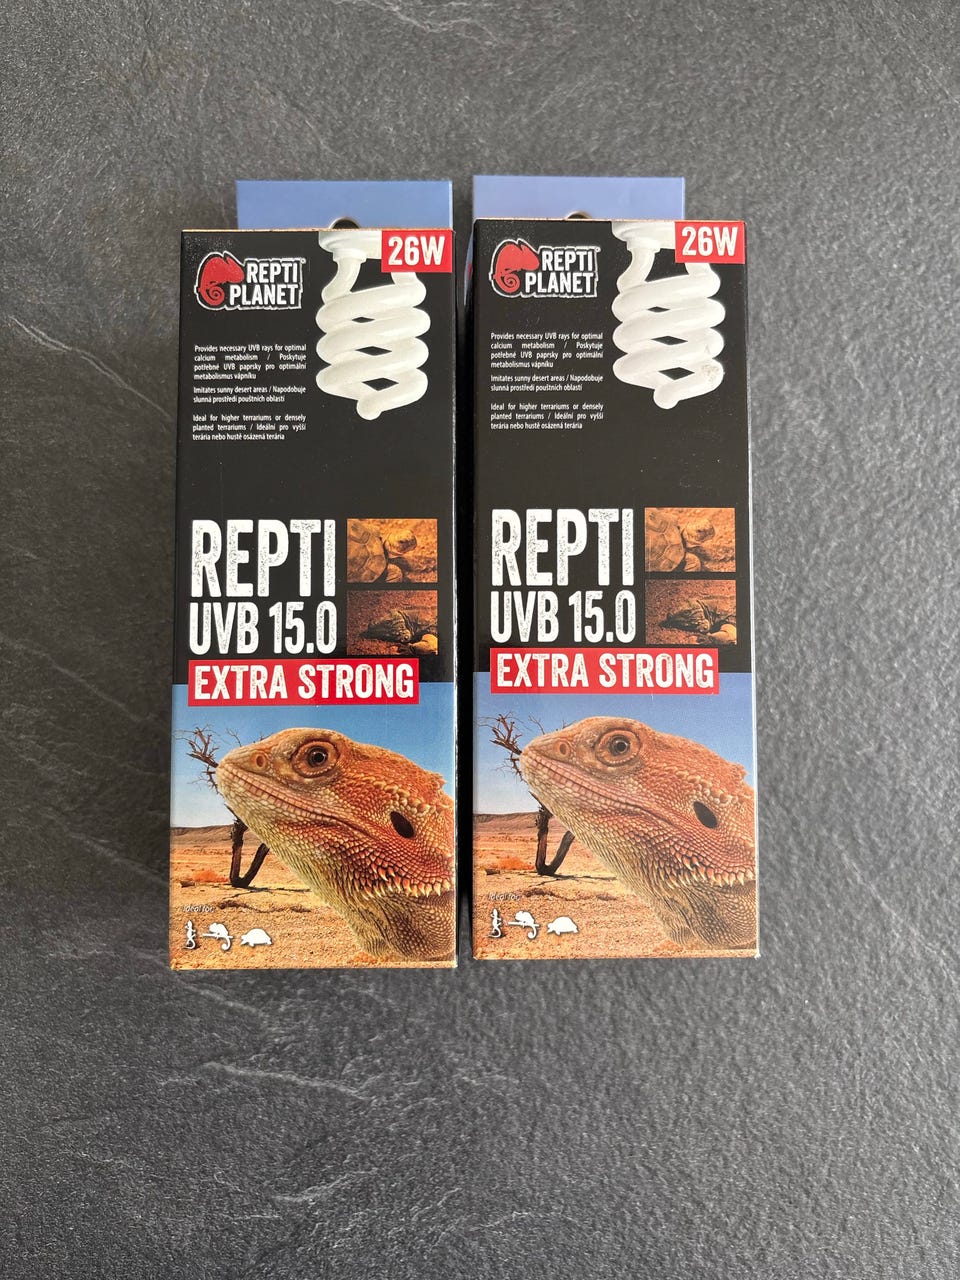 26W
REPTI
PLANET
Provides necessary UVB rays for optimal
calcium metabolism / Poskytuje
potřebné UVB paprsky pro optimální
metabolismus vápníku
Imitates sunny desert areas / Napodobuje
slunná prostředí pouštních oblastí
Ideal for higher terrariums or densely
planted terrariums / Ideální pro vyšší
terária nebo hustě osázená terária
REPTI
UVB 15.0
EXTRA STRONG
Ideal for:
26W
REPTI
PLANET
Provides necessary UVB rays for optimal
calcium metabolism / Poskytuje
potřebné UVB paprsky pro optimální
metabolismus vápníku
Imitates sunny desert areas / Napodobuje
slunná prostředí pouštních oblastí
Ideal for higher terrariums or densely
planted terrariums / Ideální pro vyšší
terária nebo hustě osázená terária
REPTI
UVB 15.0
EXTRA STRONG
Ideal for: